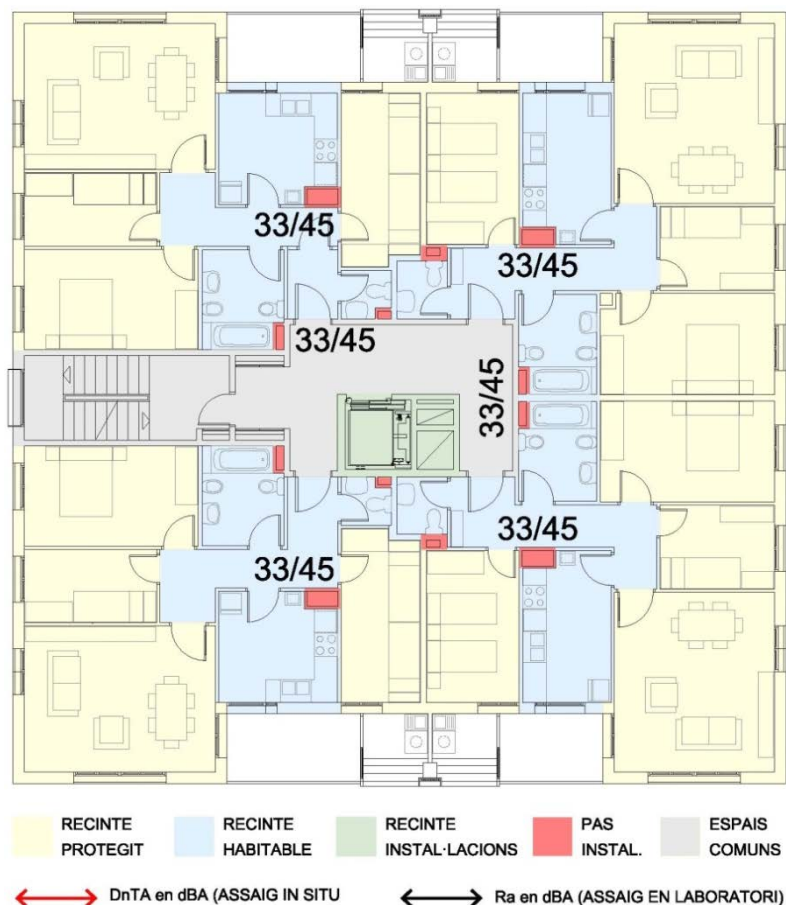 33/45
33/45
33/45
33/45
33/45
33/45
RECINTE PROTEGIT
RECINTE HABITABLE
RECINTE INSTAL·LACIONS
PAS INSTAL.
ESPAIS COMUNS
DnTA en dBA (ASSAIG IN SITU
Ra en dBA (ASSAIG EN LABORATORI)